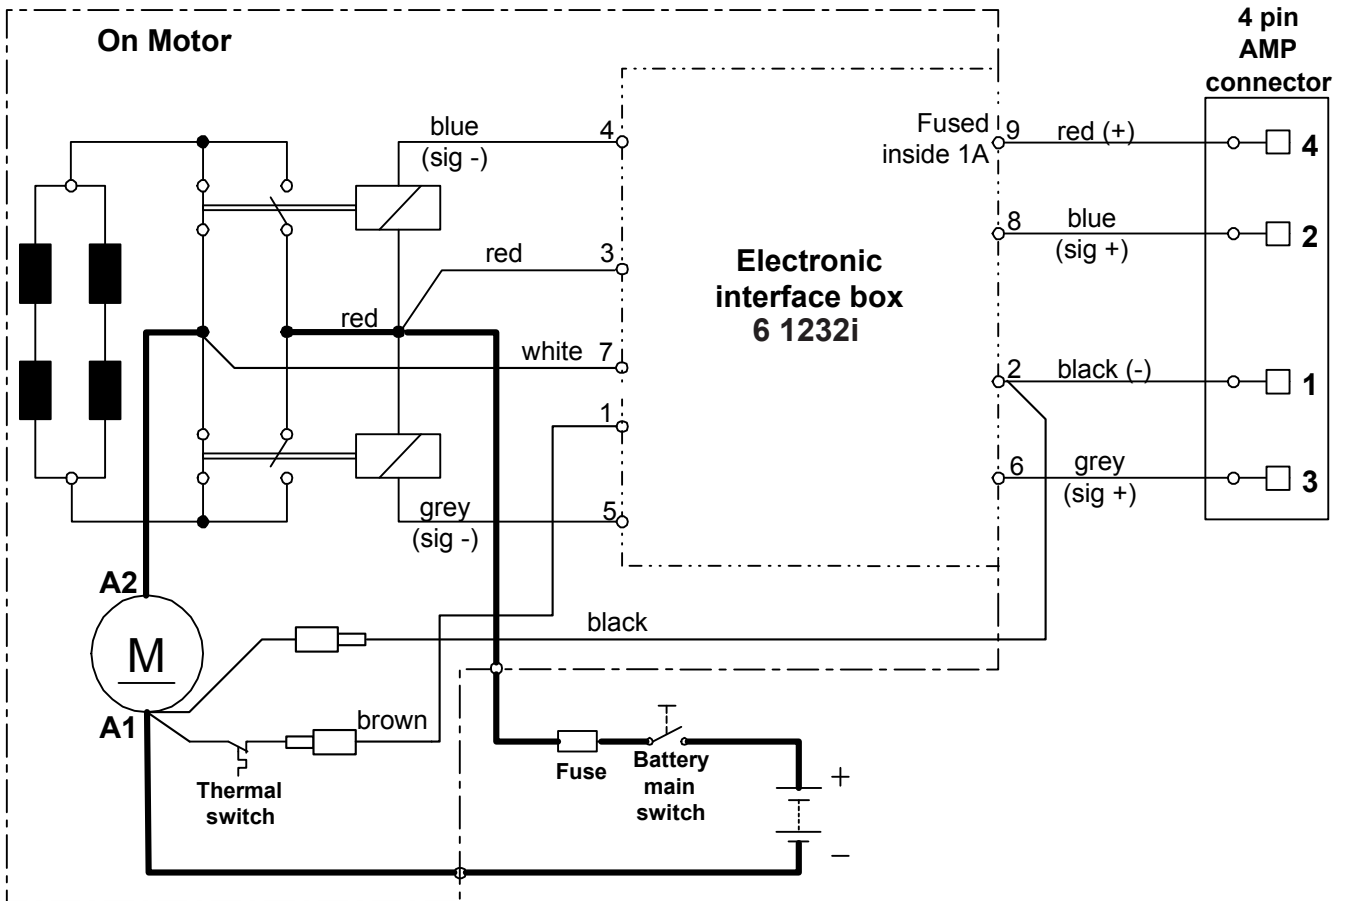 On Motor
4 pin
AMP
connector
blue
(sig -)
4
Fused
inside 1A
9
red (+)
4
red
3
Electronic
interface box
6 1232i
8
blue
(sig +)
2
red
white
7
2
black (-)
1
1
6
grey
(sig +)
3
grey
(sig -)
5
A2
M
A1
black
brown
Thermal
switch
Fuse
Battery
main
switch
+
−